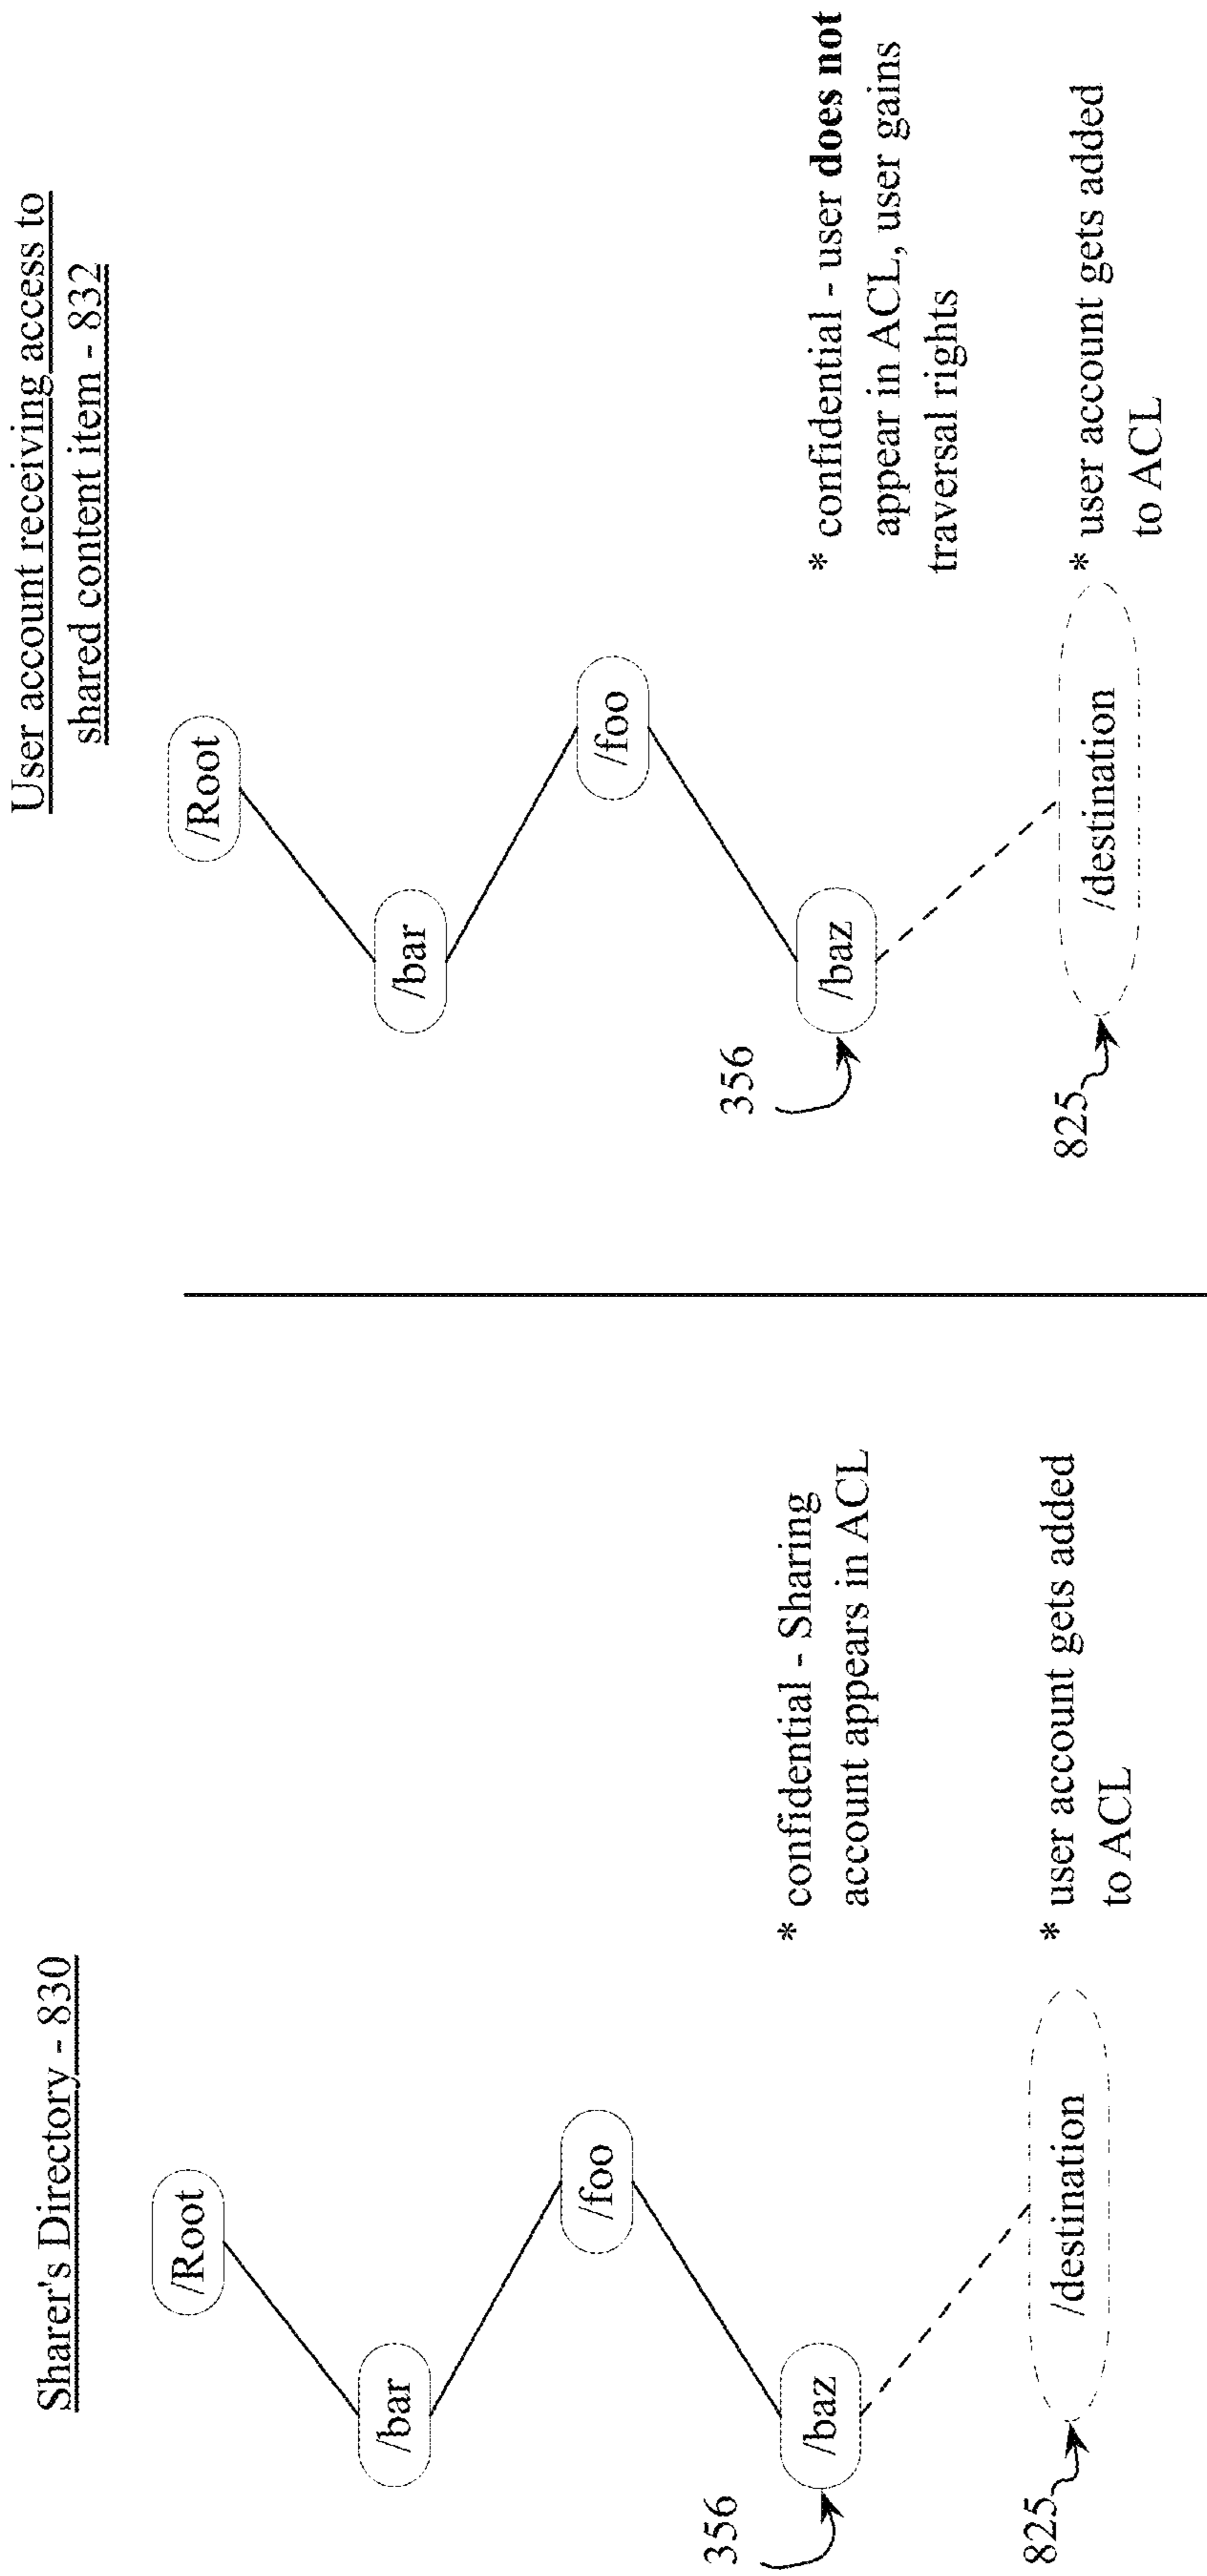 Sharer's Directory - 830
/Root
/bar
/foo
356
/baz
* confidential - Sharing
account appears in ACL
825
/destination
* user account gets added
to ACL
User account receiving access to
shared content item - 832
/Root
/bar
/foo
356
/baz
* confidential - user does not
appear in ACL, user gains
traversal rights
825
/destination
* user account gets added
to ACL